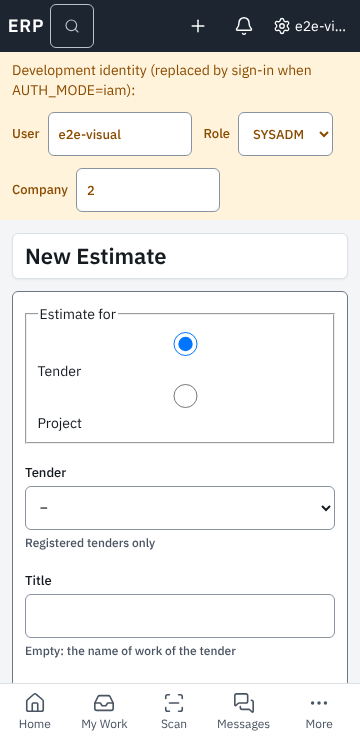 ERP
e2e-vi...
Development identity (replaced by sign-in when
AUTH_MODE=iam):
User e2e-visual Role SYSADM
Company 2
New Estimate
Estimate for
Tender
Project
Tender
–
Registered tenders only
Title
Empty: the name of work of the tender
Home My Work Scan Messages More